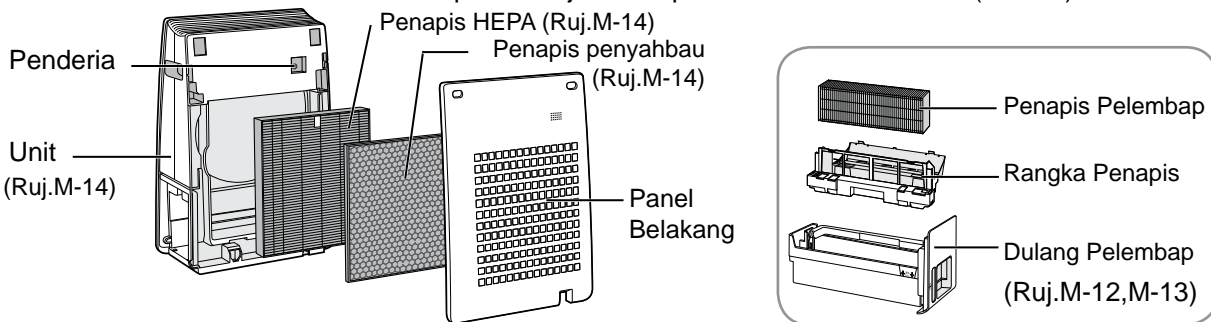 Penapis HEPA (Ruj.M-14)
Penderia
Penapis penyahbau
(Ruj.M-14)
Unit
(Ruj.M-14)
Panel
Belakang
Penapis Pelembap
Rangka Penapis
Dulang Pelembap
(Ruj.M-12,M-13)